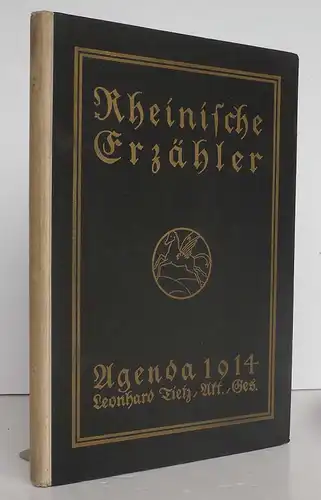 Rheiniſche
Erzähler
Agenda 1914
Leonhard Tietz, Akt.-Geſ.